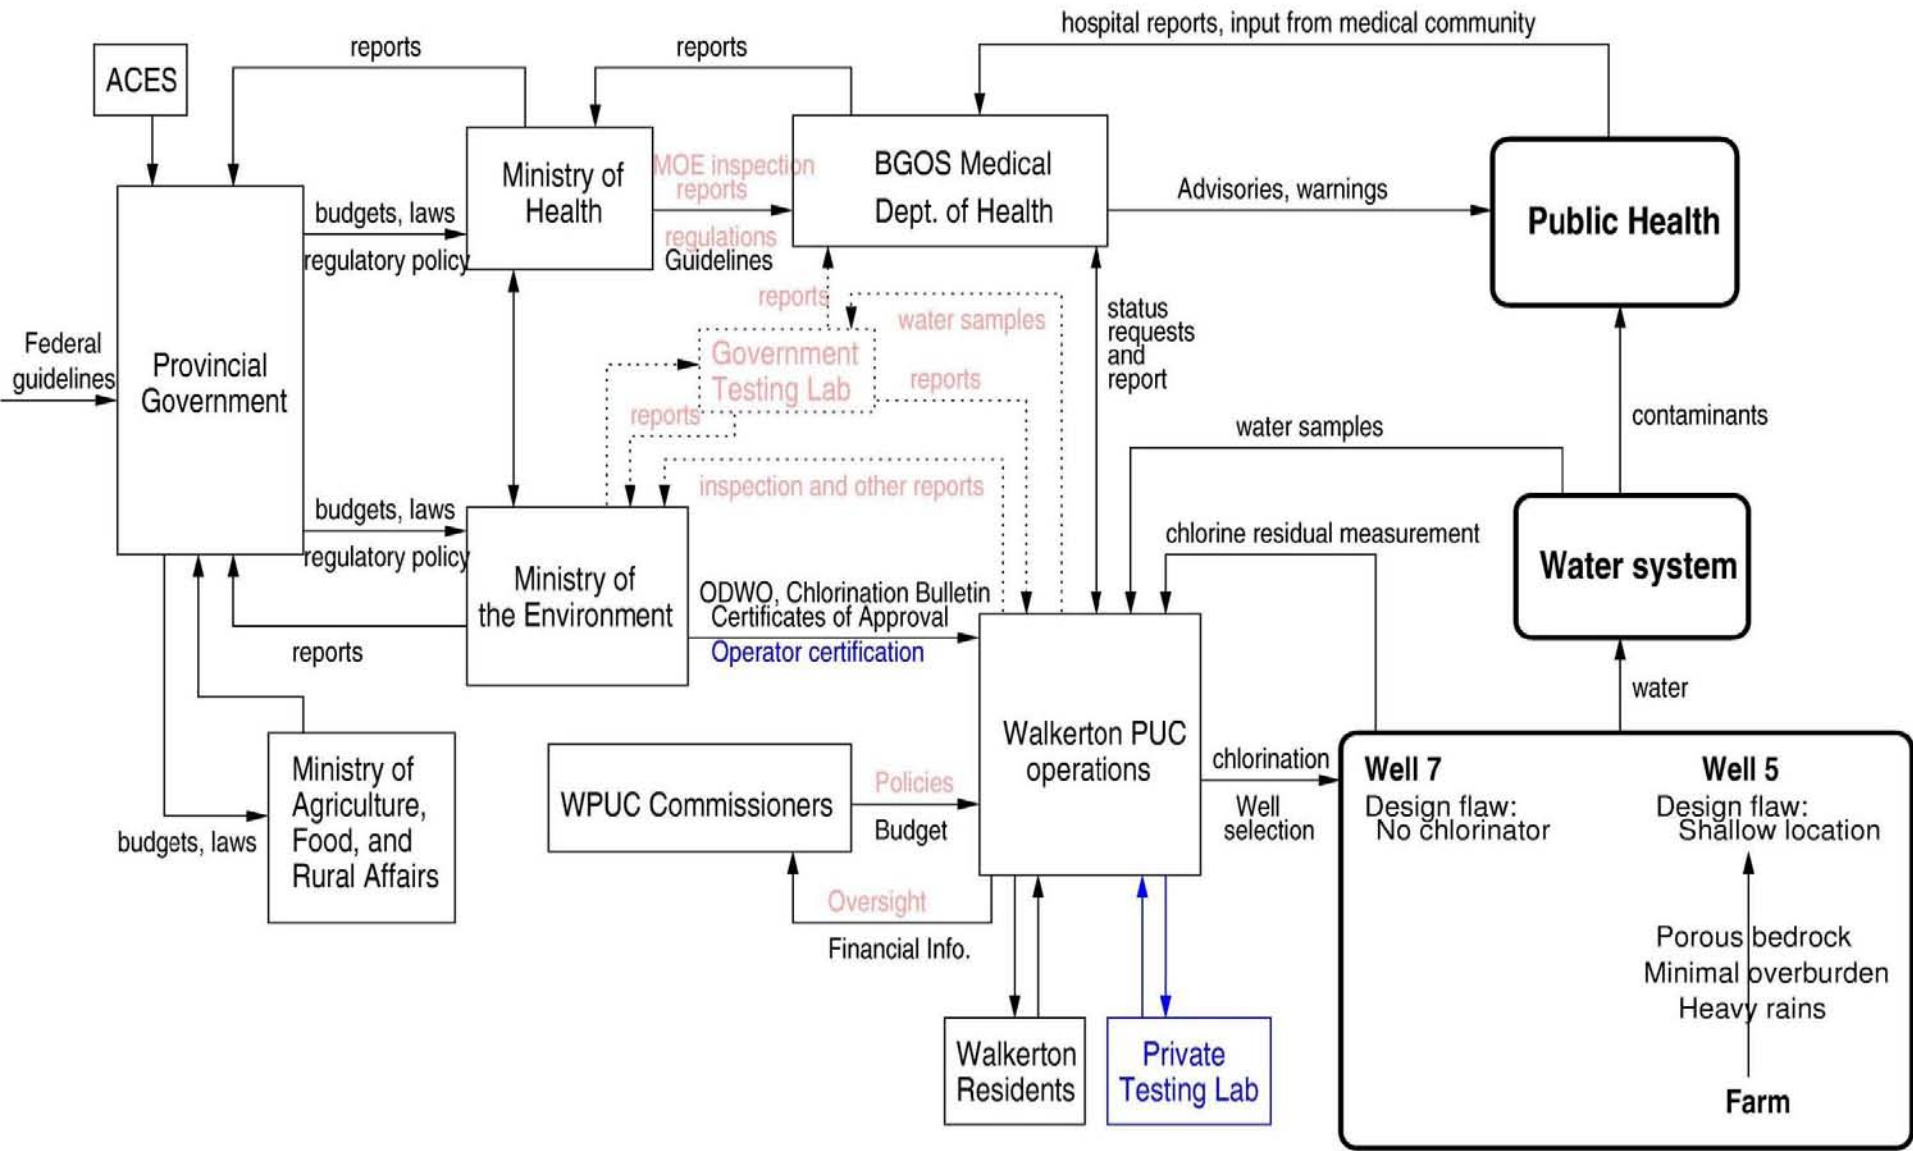 hospital reports, input from medical community
reports
reports
ACES
Ministry of
Health
MOE inspection
reports
regulations
Guidelines
BGOS Medical
Dept. of Health
Advisories, warnings
Public Health
budgets, laws
regulatory policy
Federal
guidelines
Provincial
Government
reports
water samples
Government
Testing Lab
reports
reports
status
requests
and
report
contaminants
water samples
inspection and other reports
budgets, laws
regulatory policy
chlorine residual measurement
Water system
Ministry of
the Environment
ODWO, Chlorination Bulletin
Certificates of Approval
Operator certification
reports
water
Ministry of
Agriculture,
Food, and
Rural Affairs
budgets, laws
WPUC Commissioners
Policies
Budget
Walkerton PUC
operations
chlorination
Well
selection
Well 7
Design flaw:
No chlorinator
Well 5
Design flaw:
Shallow location
Oversight
Financial Info.
Porous bedrock
Minimal overburden
Heavy rains
Farm
Walkerton
Residents
Private
Testing Lab